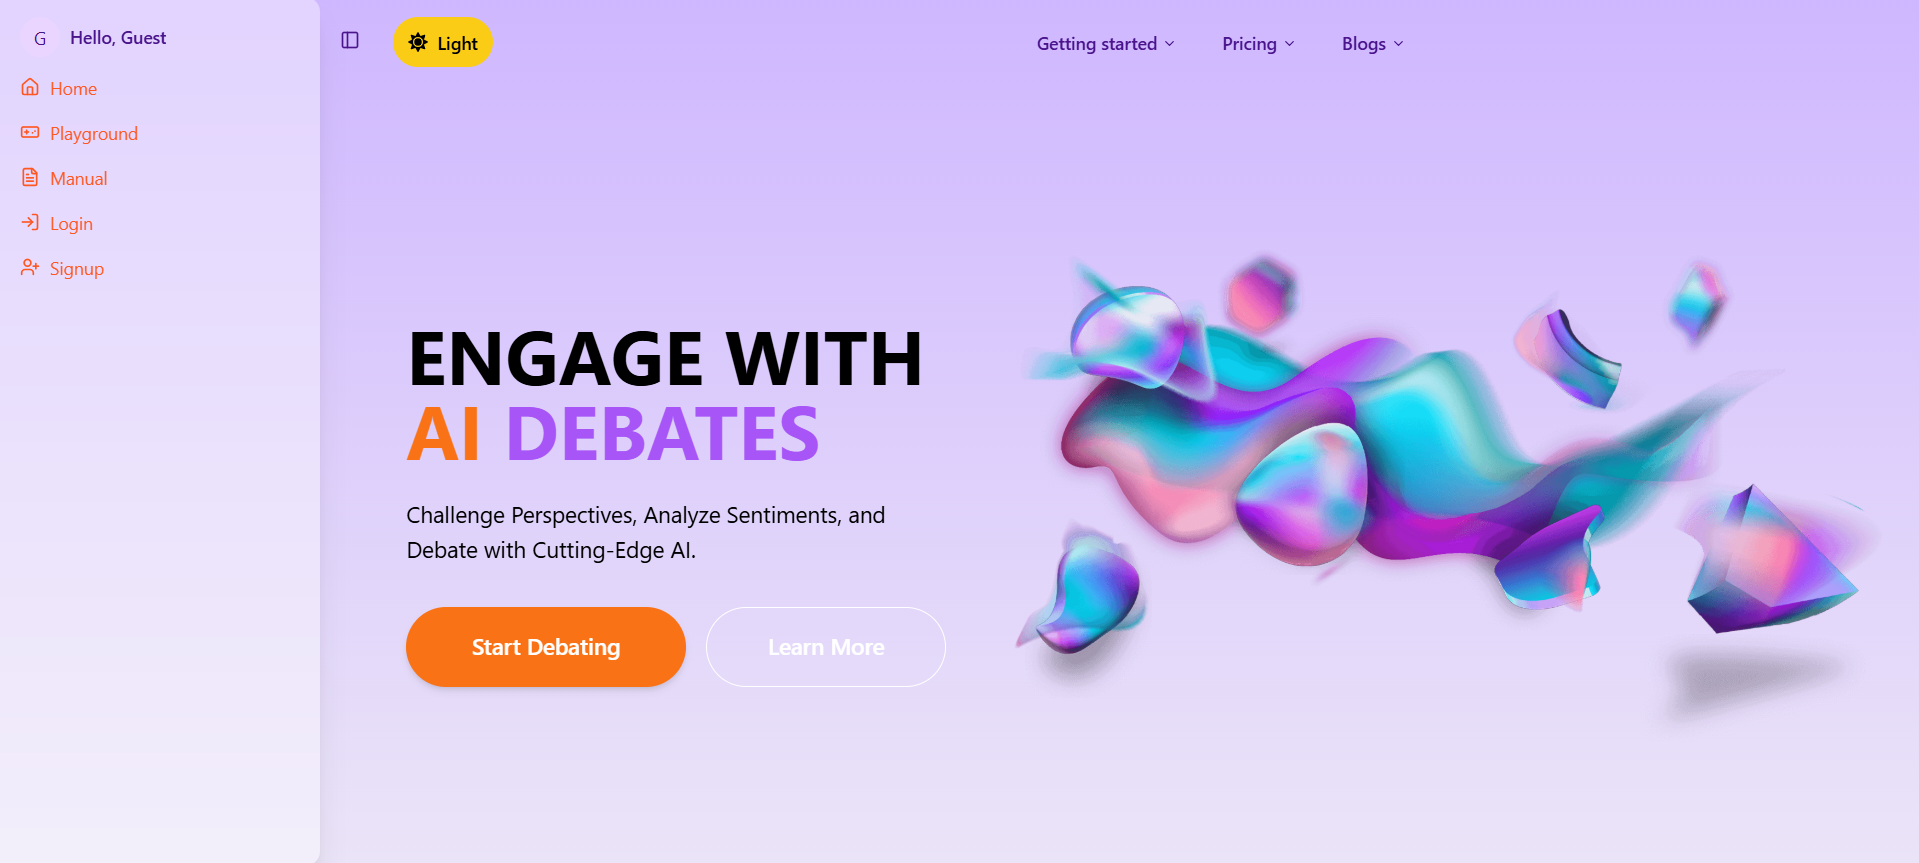 G Hello, Guest
Home
Playground
Manual
Login
Signup
Light
Getting started
Pricing
Blogs
ENGAGE WITH
AI DEBATES
Challenge Perspectives, Analyze Sentiments, and
Debate with Cutting-Edge AI.
Start Debating
Learn More